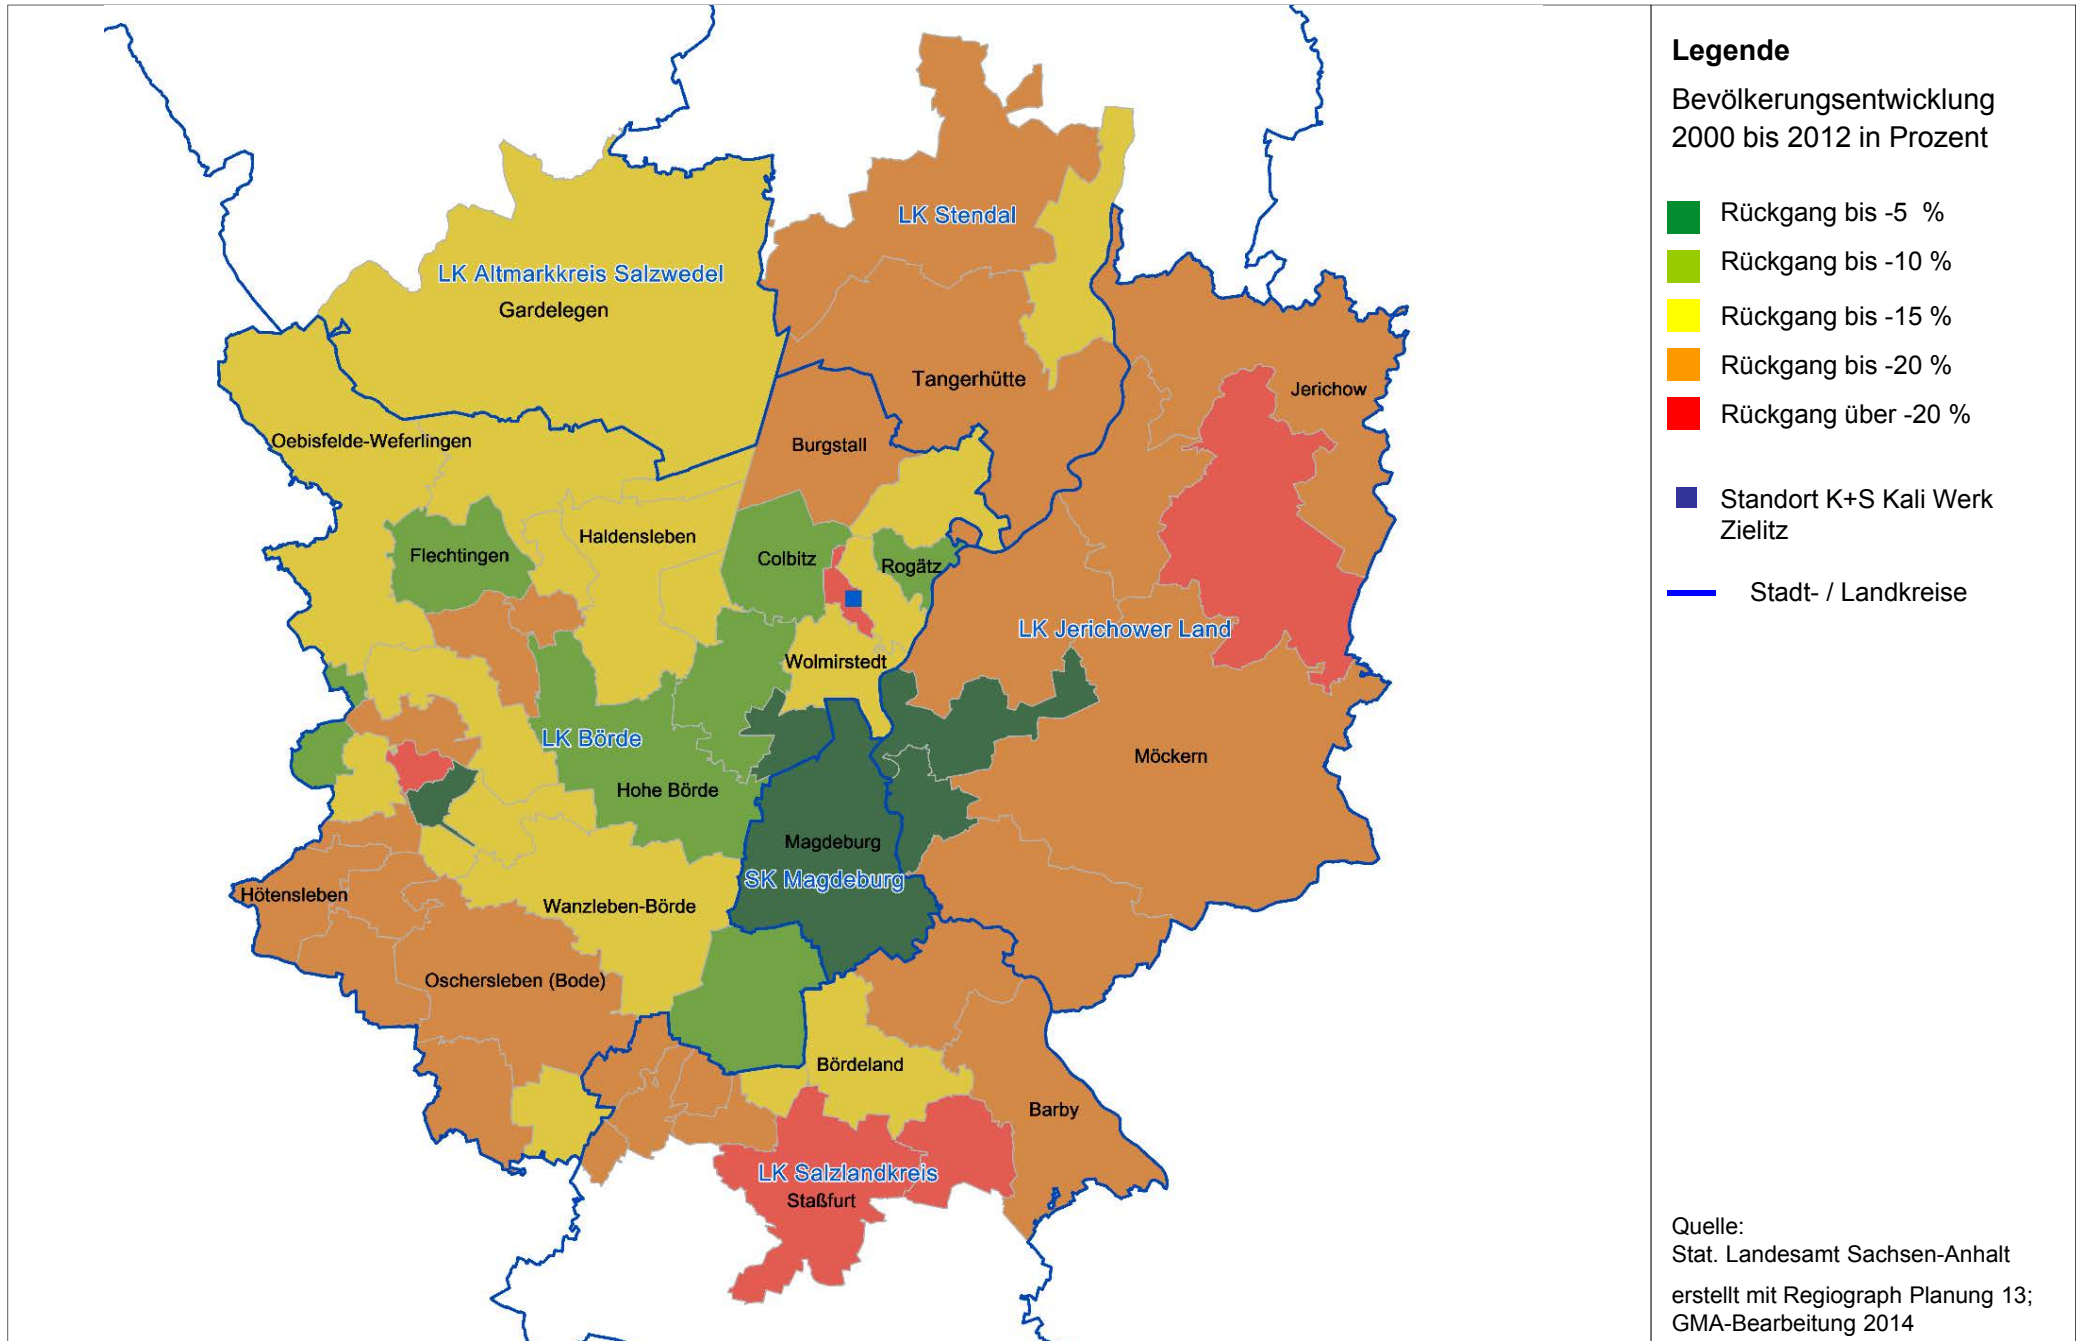 LK Stendal
LK Altmarkkreis Salzwedel
Gardelegen
Tangerhütte
Jerichow
Oebisfelde-Weferlingen
Burgstall
Haldensleben
Flechtingen
Colbitz
Rogätz
LK Jerichower Land
Wolmirstedt
LK Börde
Möckern
Hohe Börde
Magdeburg
SK Magdeburg
Hötensleben
Wanzleben-Börde
Oschersleben (Bode)
Bördeland
Barby
LK Salzlandkreis
Staßfurt
Legende
Bevölkerungsentwicklung
2000 bis 2012 in Prozent
Rückgang bis -5 %
Rückgang bis -10 %
Rückgang bis -15 %
Rückgang bis -20 %
Rückgang über -20 %
Standort K+S Kali Werk
Zielitz
Stadt- / Landkreise
Quelle:
Stat. Landesamt Sachsen-Anhalt
erstellt mit Regiograph Planung 13;
GMA-Bearbeitung 2014